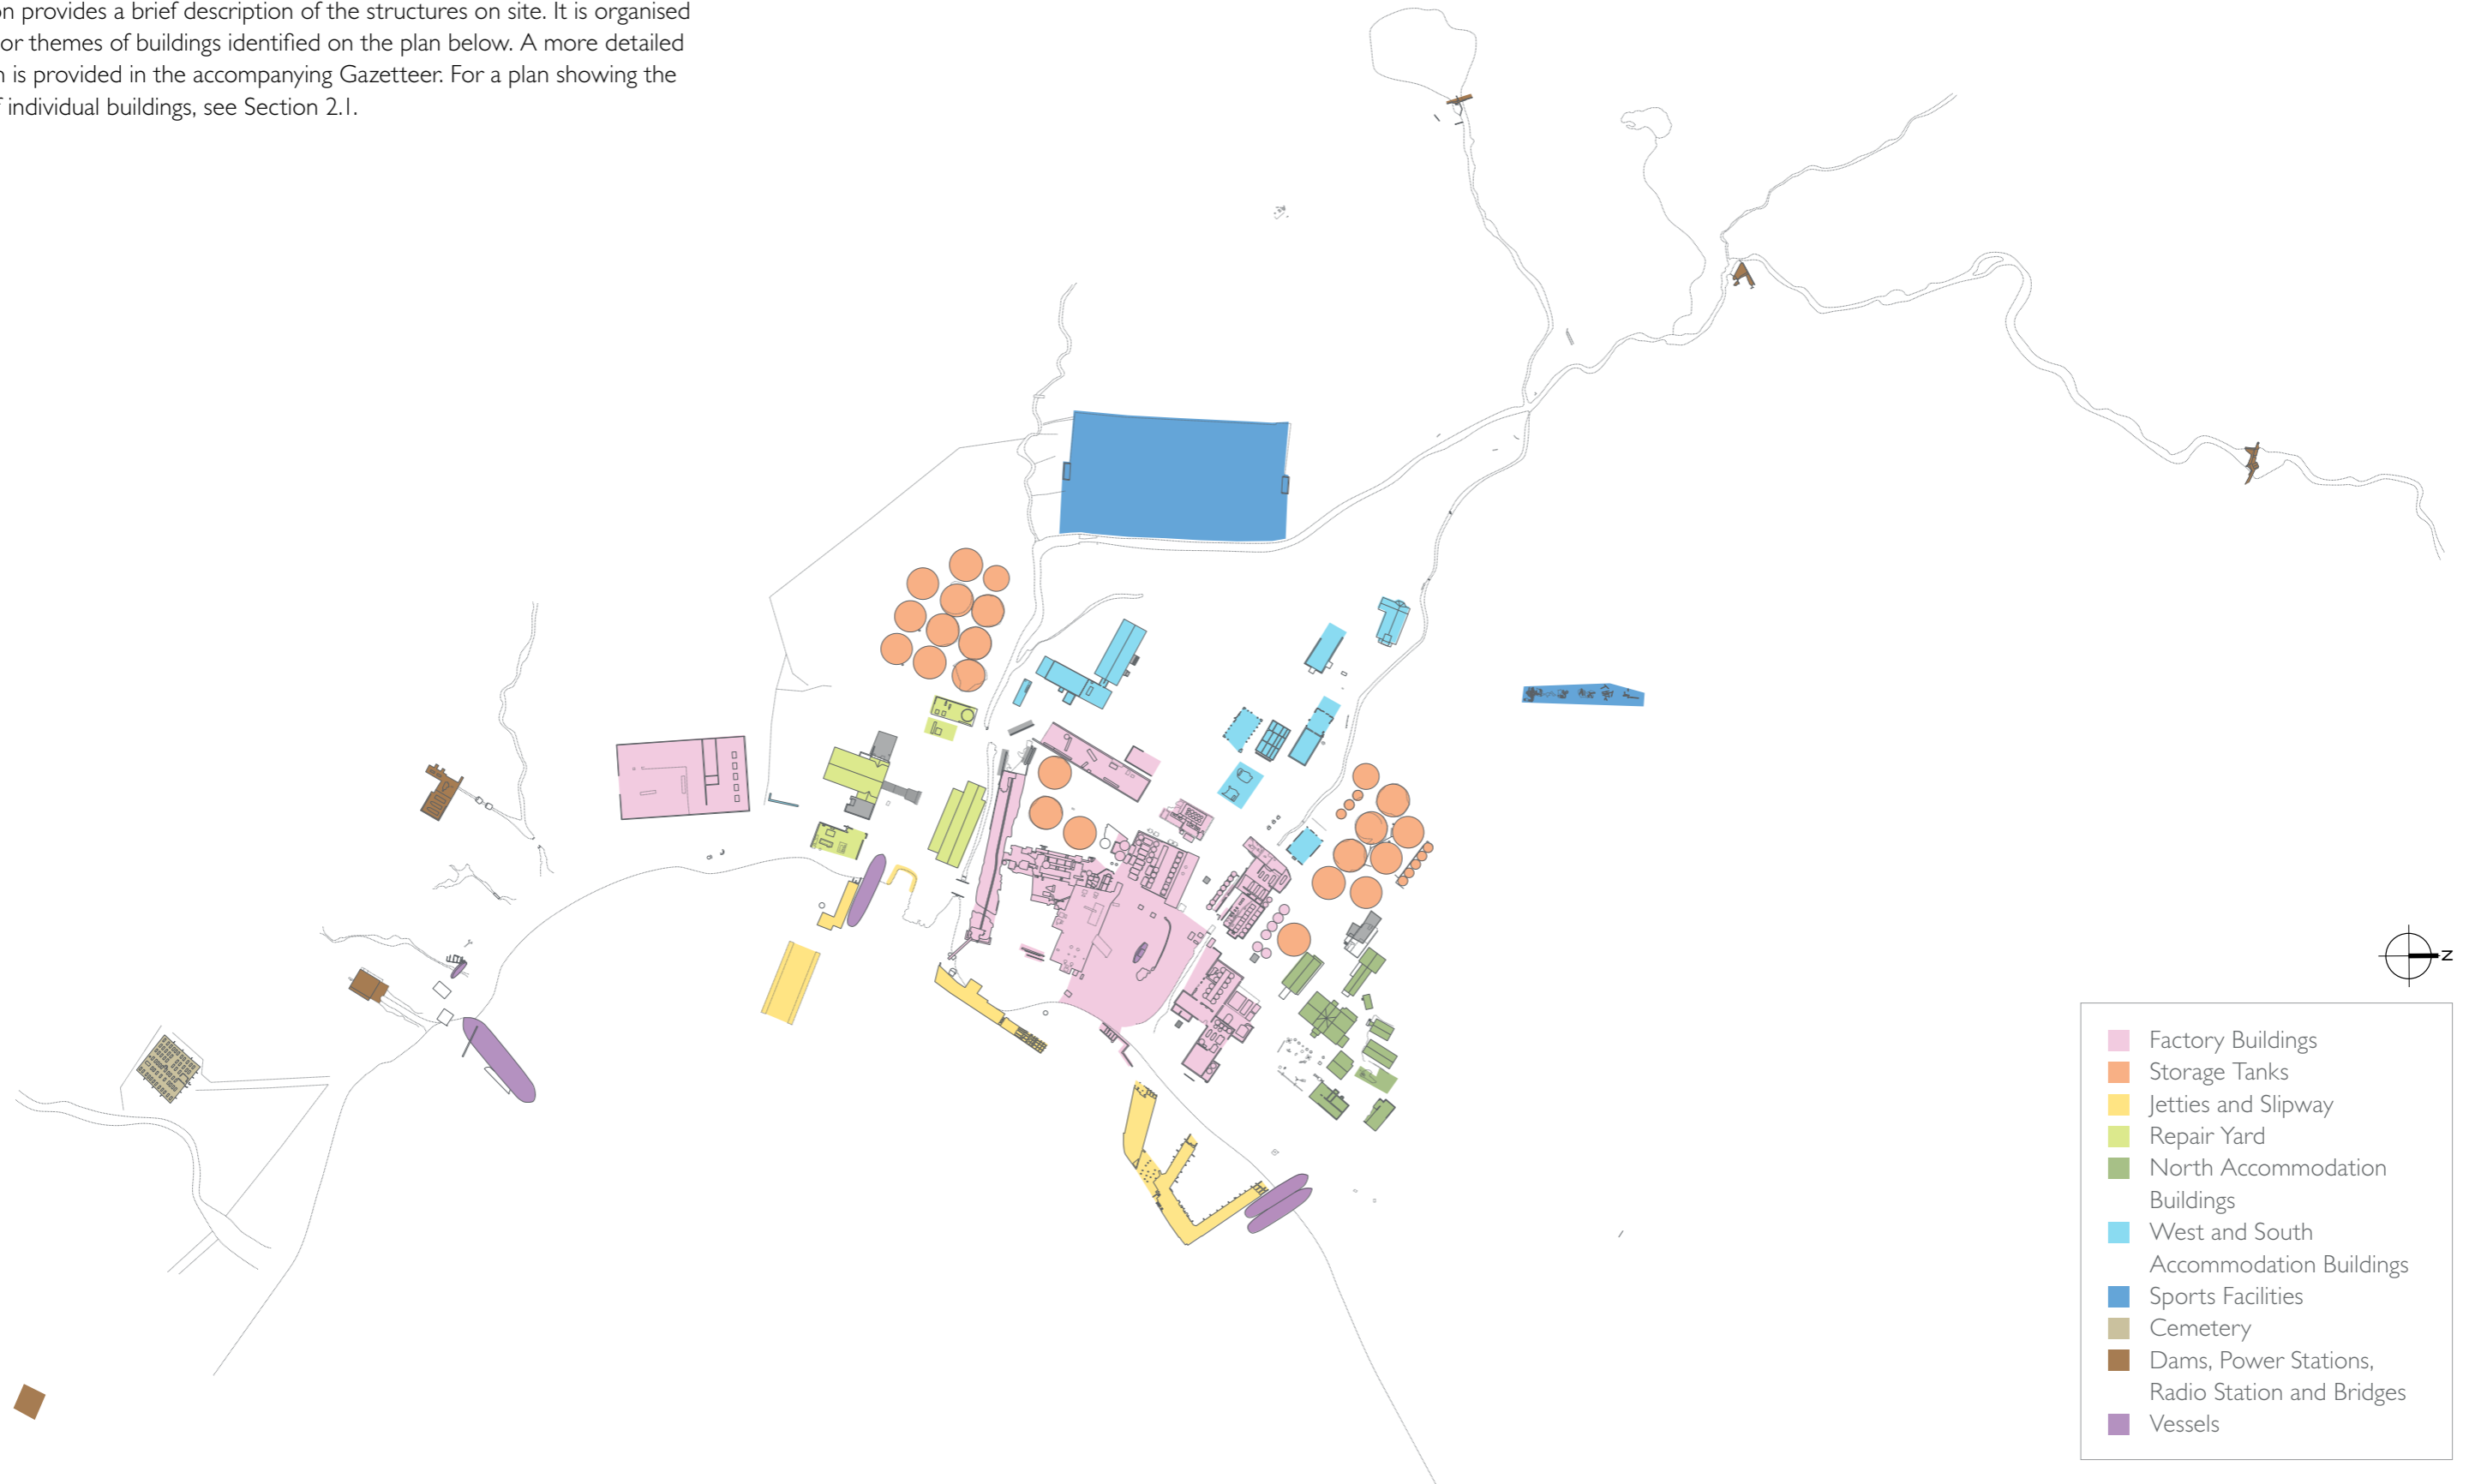 on provides a brief description of the structures on site. It is organised
or themes of buildings identified on the plan below. A more detailed
is provided in the accompanying Gazetteer. For a plan showing the
individual buildings, see Section 2.1.
N
Factory Buildings
Storage Tanks
Jetties and Slipway
Repair Yard
North Accommodation
Buildings
West and South
Accommodation Buildings
Sports Facilities
Cemetery
Dams, Power Stations,
Radio Station and Bridges
Vessels